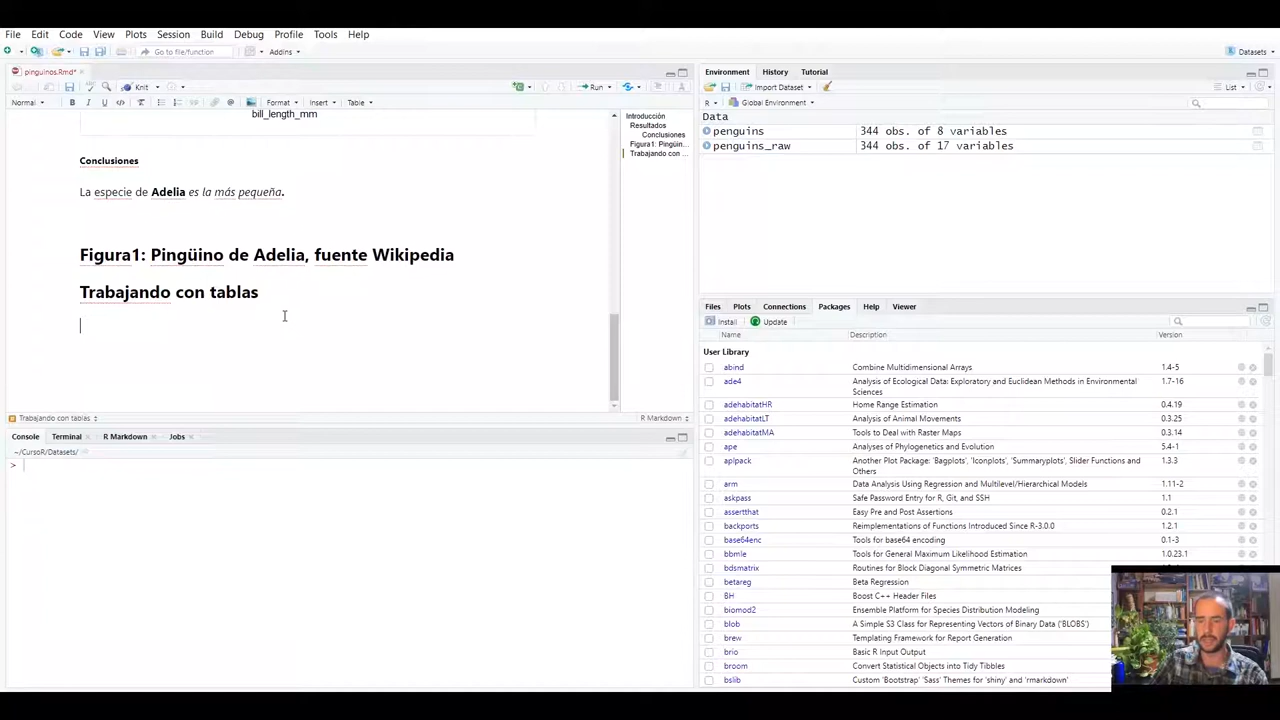 File Edit Code View Plots Session Build Debug Profile Tools Help
Go to file/function Addins Datasets
pinguinos.Rmd*
Knit Run
Normal B I U Format Insert Table
bill_length_mm
Conclusiones
La especie de Adelia es la más pequeña.
Figura1: Pingüino de Adelia, fuente Wikipedia
Trabajando con tablas
Introducción
Resultados
Conclusiones
Figura1: Pingüin...
Trabajando con ...
Trabajando con tablas R Markdown
Console Terminal R Markdown Jobs
~/CursoR/Datasets/
>
Environment History Tutorial
Import Dataset List
R Global Environment
Data
penguins 344 obs. of 8 variables
penguins_raw 344 obs. of 17 variables
Files Plots Connections Packages Help Viewer
Install Update
Name Description Version
User Library
abind Combine Multidimensional Arrays 1.4-5
ade4 Analysis of Ecological Data: Exploratory and Euclidean Methods in Environmental 1.7-16
Sciences
adehabitatHR Home Range Estimation 0.4.19
adehabitatLT Analysis of Animal Movements 0.3.25
adehabitatMA Tools to Deal with Raster Maps 0.3.14
ape Analyses of Phylogenetics and Evolution 5.4-1
aplpack Another Plot Package: 'Bagplots', 'Iconplots', 'Summaryplots', Slider Functions and 1.3.3
Others
arm Data Analysis Using Regression and Multilevel/Hierarchical Models 1.11-2
askpass Safe Password Entry for R, Git, and SSH 1.1
assertthat Easy Pre and Post Assertions 0.2.1
backports Reimplementations of Functions Introduced Since R-3.0.0 1.2.1
base64enc Tools for base64 encoding 0.1-3
bbmle Tools for General Maximum Likelihood Estimation 1.0.23.1
bdsmatrix Routines for Block Diagonal Symmetric Matrices
betareg Beta Regression
BH Boost C++ Header Files
biomod2 Ensemble Platform for Species Distribution Modeling
blob A Simple S3 Class for Representing Vectors of Binary Data ('BLOBS')
brew Templating Framework for Report Generation
brio Basic R Input Output
broom Convert Statistical Objects into Tidy Tibbles
bslib Custom 'Bootstrap' 'Sass' Themes for 'shiny' and 'rmarkdown'